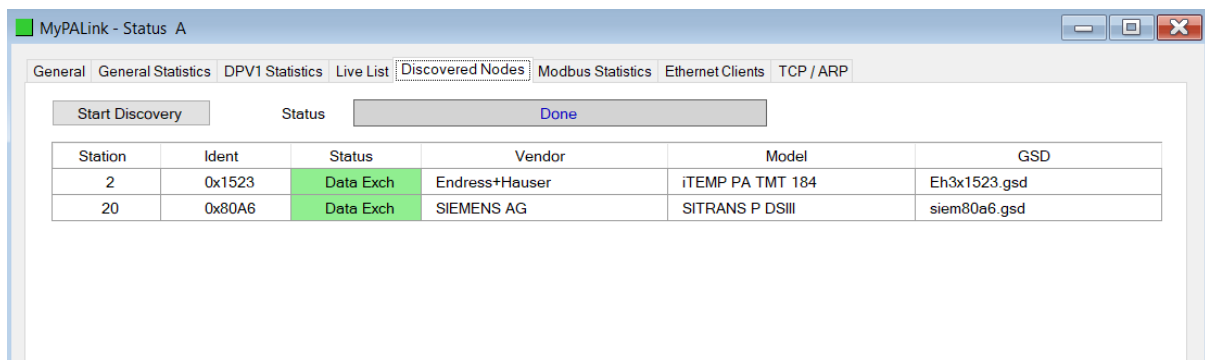 MyPALink - Status A
General General Statistics DPV1 Statistics Live List Discovered Nodes Modbus Statistics Ethernet Clients TCP / ARP
Start Discovery Status Done
Station Ident Status Vendor Model GSD
2 0x1523 Data Exch Endress+Hauser iTEMP PA TMT 184 Eh3x1523.gsd
20 0x80A6 Data Exch SIEMENS AG SITRANS P DSIII siem80a6.gsd